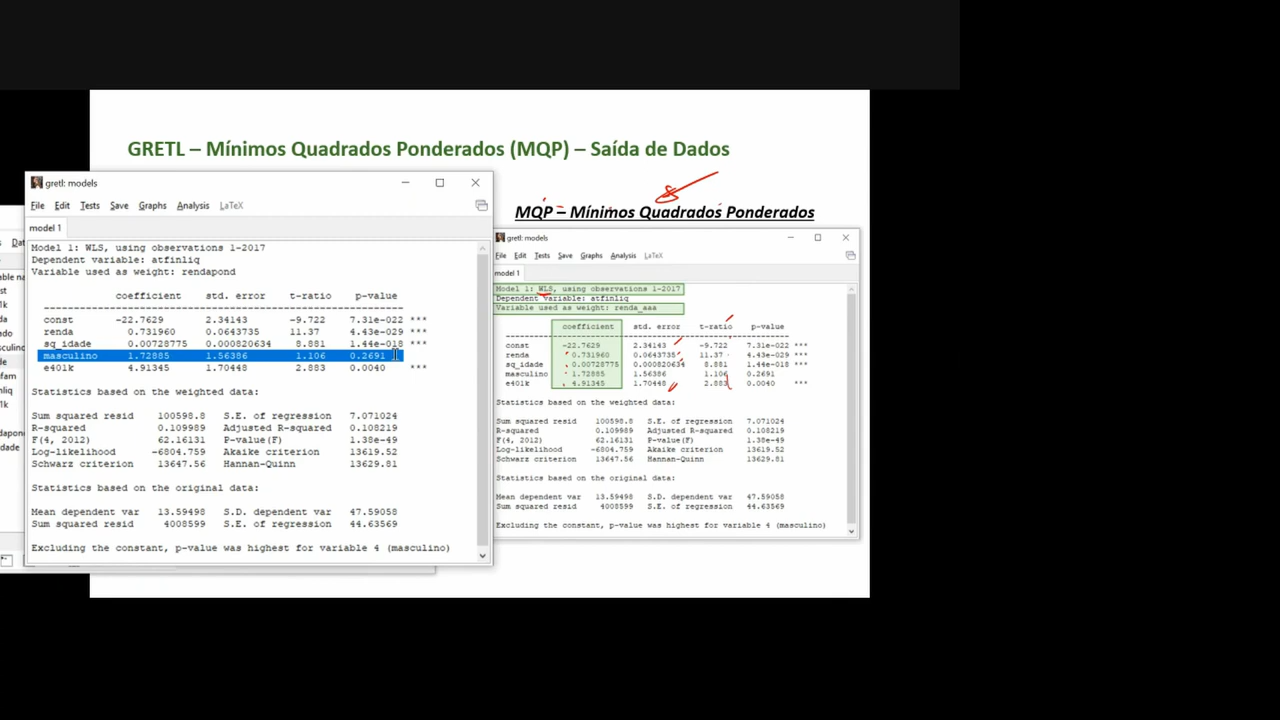 GRETL – Mínimos Quadrados Ponderados (MQP) – Saída de Dados
gretl: models
File Edit Tests Save Graphs Analysis LaTeX
model 1
Model 1: WLS, using observations 1-2017
Dependent variable: atfinliq
Variable used as weight: rendapond
coefficient std. error t-ratio p-value
const -22.7629 2.34143 -9.722 7.31e-022 ***
renda 0.731960 0.0643735 11.37 4.43e-029 ***
sq_idade 0.00728775 0.000820634 8.881 1.44e-018 ***
masculino 1.72885 1.56386 1.106 0.2691
e401k 4.91345 1.70448 2.883 0.0040 ***
Statistics based on the weighted data:
Sum squared resid 100598.8 S.E. of regression 7.071024
R-squared 0.109989 Adjusted R-squared 0.108219
F(4, 2012) 62.16131 P-value(F) 1.38e-49
Log-likelihood -6804.759 Akaike criterion 13619.52
Schwarz criterion 13647.56 Hannan-Quinn 13629.81
Statistics based on the original data:
Mean dependent var 13.59498 S.D. dependent var 47.59058
Sum squared resid 4008599 S.E. of regression 44.63569
Excluding the constant, p-value was highest for variable 4 (masculino)
MQP – Mínimos Quadrados Ponderados
gretl: models
File Edit Tests Save Graphs Analysis LaTeX
model 1
Model 1: WLS, using observations 1-2017
Dependent variable: atfinliq
Variable used as weight: renda_aaa
coefficient std. error t-ratio p-value
const -22.7629 2.34143 -9.722 7.31e-022 ***
renda 0.731960 0.0643735 11.37 4.43e-029 ***
sq_idade 0.00728775 0.000820634 8.881 1.44e-018 ***
masculino 1.72885 1.56386 1.106 0.2691
e401k 4.91345 1.70448 2.883 0.0040 ***
Statistics based on the weighted data:
Sum squared resid 100598.8 S.E. of regression 7.071024
R-squared 0.109989 Adjusted R-squared 0.108219
F(4, 2012) 62.16131 P-value(F) 1.38e-49
Log-likelihood -6804.759 Akaike criterion 13619.52
Schwarz criterion 13647.56 Hannan-Quinn 13629.81
Statistics based on the original data:
Mean dependent var 13.59498 S.D. dependent var 47.59058
Sum squared resid 4008599 S.E. of regression 44.63569
Excluding the constant, p-value was highest for variable 4 (masculino)